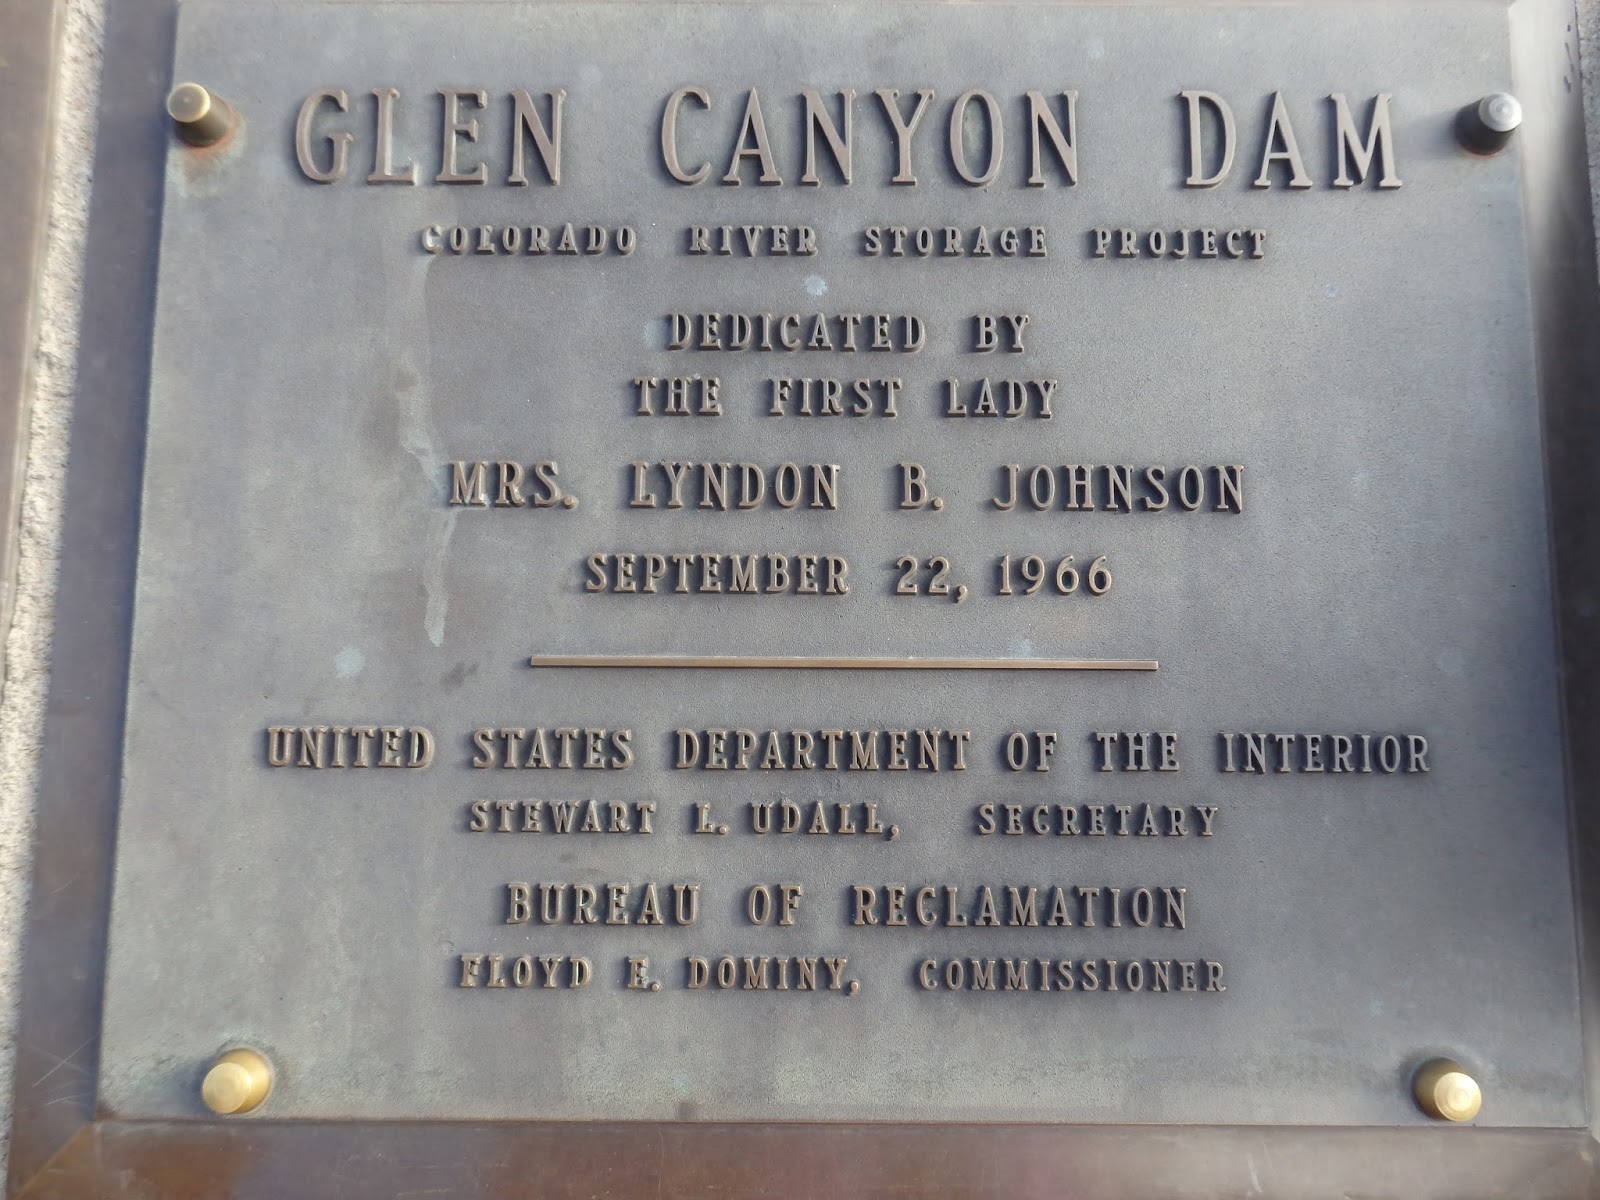 GLEN CANYON DAM
COLORADO RIVER STORAGE PROJECT
DEDICATED BY
THE FIRST LADY
MRS. LYNDON B. JOHNSON
SEPTEMBER 22, 1966
UNITED STATES DEPARTMENT OF THE INTERIOR
STEWART L. UDALL, SECRETARY
BUREAU OF RECLAMATION
FLOYD E. DOMINY, COMMISSIONER